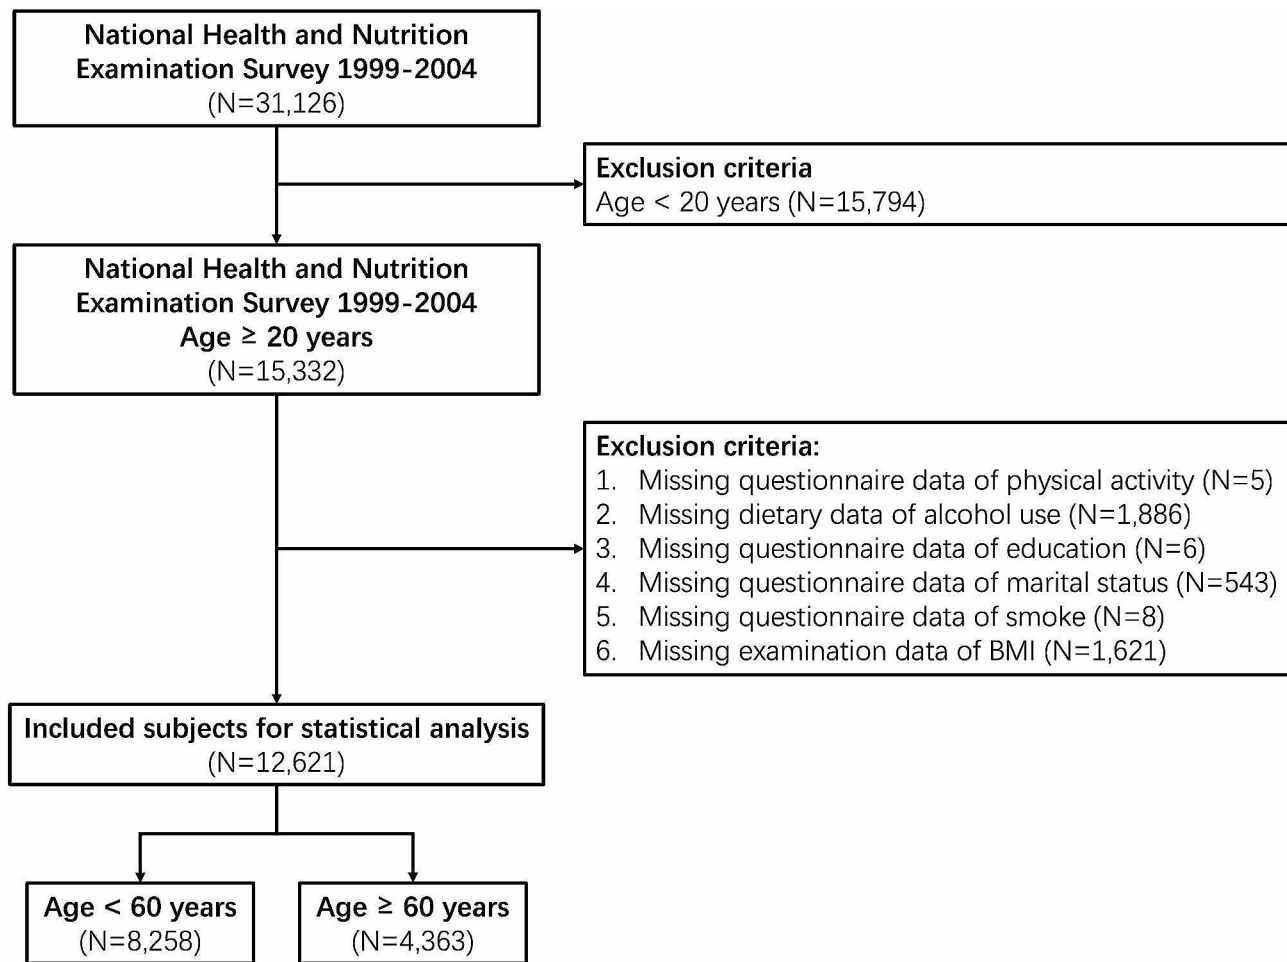 National Health and Nutrition
Examination Survey 1999-2004
(N=31,126)
Exclusion criteria
Age < 20 years (N=15,794)
National Health and Nutrition
Examination Survey 1999-2004
Age ≥ 20 years
(N=15,332)
Exclusion criteria:
1. Missing questionnaire data of physical activity (N=5)
2. Missing dietary data of alcohol use (N=1,886)
3. Missing questionnaire data of education (N=6)
4. Missing questionnaire data of marital status (N=543)
5. Missing questionnaire data of smoke (N=8)
6. Missing examination data of BMI (N=1,621)
Included subjects for statistical analysis
(N=12,621)
Age < 60 years
(N=8,258)
Age ≥ 60 years
(N=4,363)